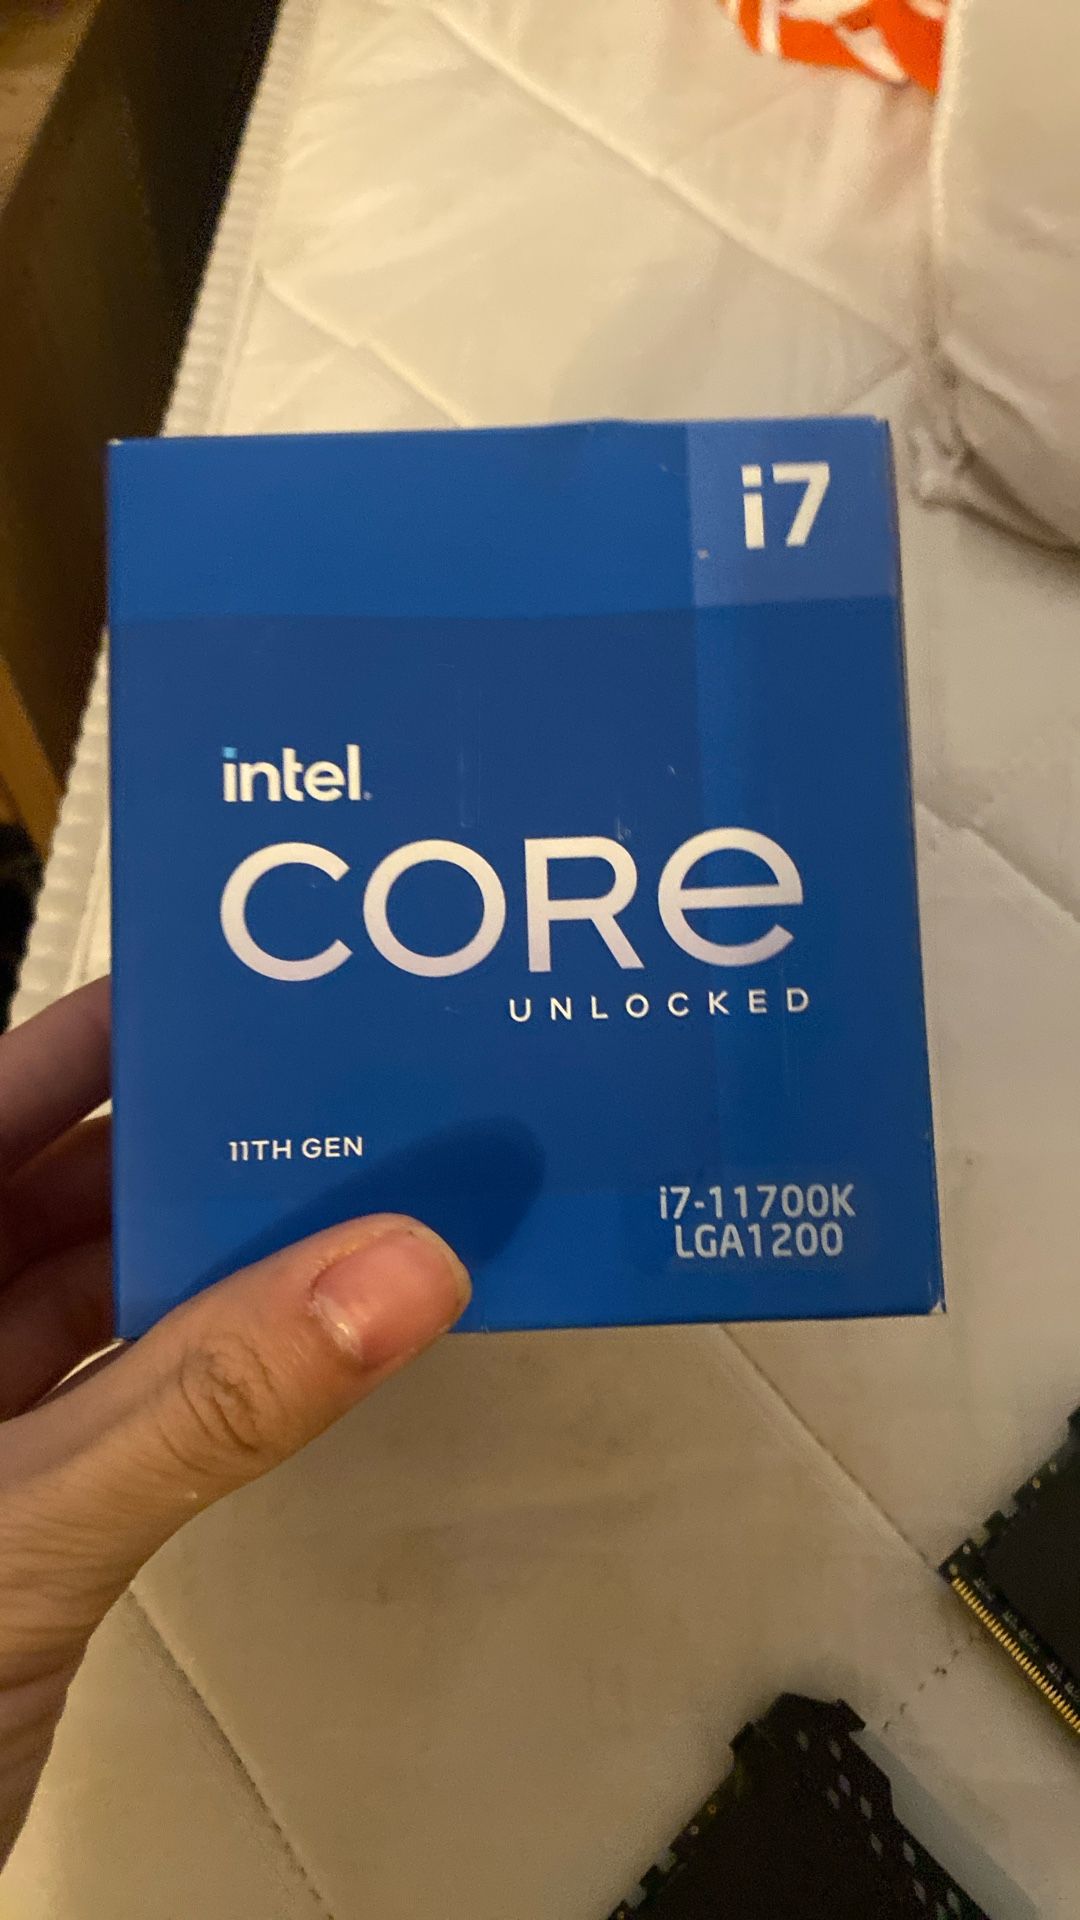 i7
intel.
CORe
UNLOCKED
11TH GEN
i7-11700K
LGA1200